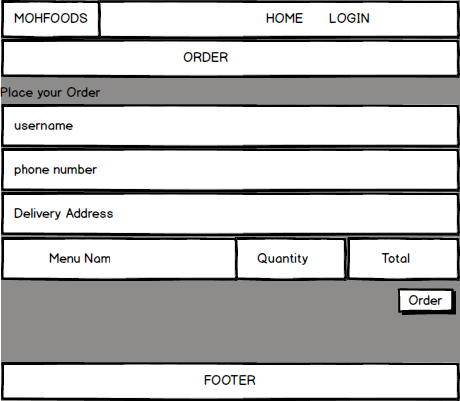 MOHFOODS HOME LOGIN
ORDER
Place your Order
username
phone number
Delivery Address
Menu Nam Quantity Total
Order
FOOTER